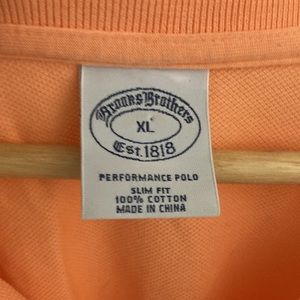 Brooks Brothers
XL
Est. 1818
PERFORMANCE POLO
SLIM FIT
100% COTTON
MADE IN CHINA